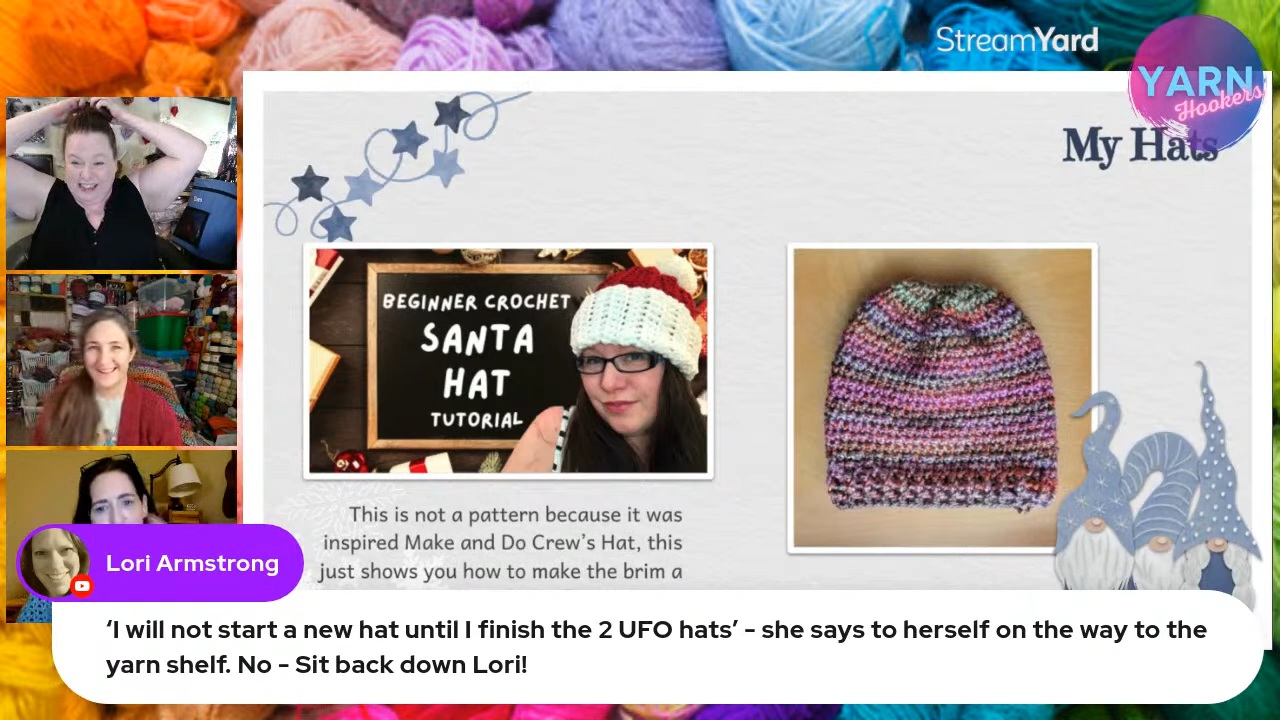 StreamYard
YARN
Hookers
My Hats
BEGINNER CROCHET
SANTA
HAT
TUTORIAL
This is not a pattern because it was
inspired Make and Do Crew’s Hat, this
just shows you how to make the brim a
Lori Armstrong
‘I will not start a new hat until I finish the 2 UFO hats’ - she says to herself on the way to the
yarn shelf. No - Sit back down Lori!